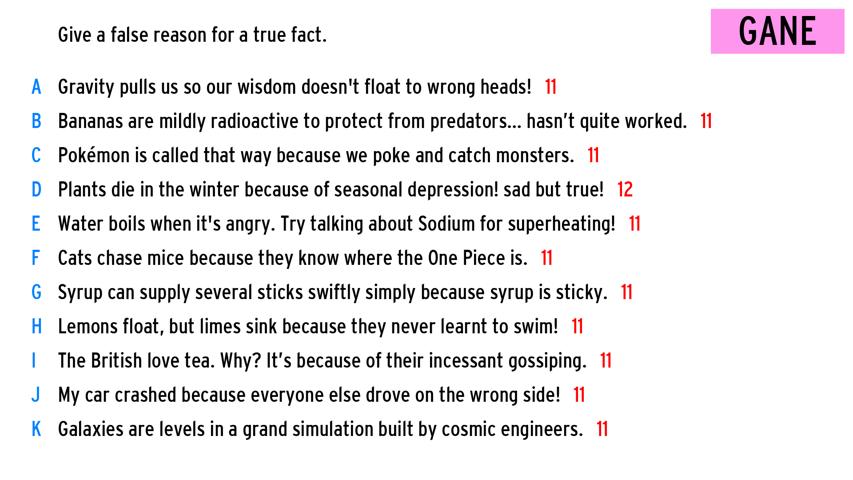 Give a false reason for a true fact.
GANE
A Gravity pulls us so our wisdom doesn't float to wrong heads! 11
B Bananas are mildly radioactive to protect from predators... hasn’t quite worked. 11
C Pokémon is called that way because we poke and catch monsters. 11
D Plants die in the winter because of seasonal depression! sad but true! 12
E Water boils when it's angry. Try talking about Sodium for superheating! 11
F Cats chase mice because they know where the One Piece is. 11
G Syrup can supply several sticks swiftly simply because syrup is sticky. 11
H Lemons float, but limes sink because they never learnt to swim! 11
I The British love tea. Why? It’s because of their incessant gossiping. 11
J My car crashed because everyone else drove on the wrong side! 11
K Galaxies are levels in a grand simulation built by cosmic engineers. 11